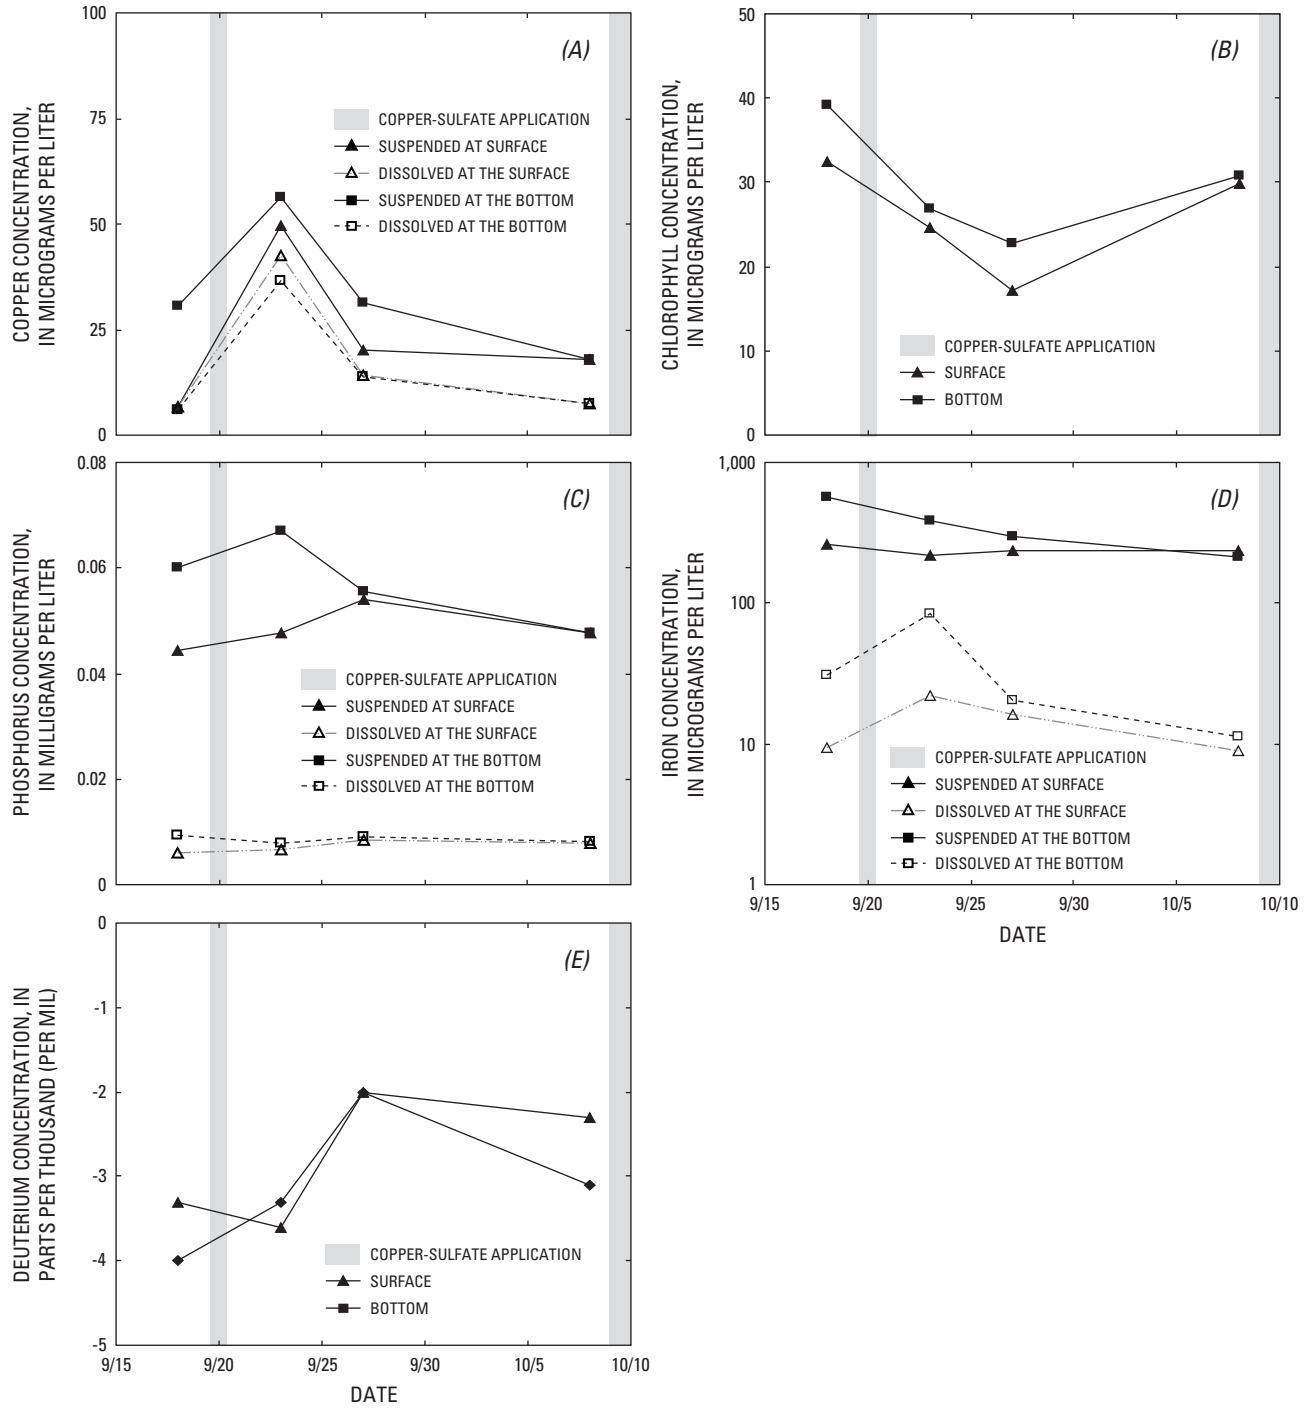 COPPER CONCENTRATION,
IN MICROGRAMS PER LITER
100
75
50
25
0
(A)
COPPER-SULFATE APPLICATION
SUSPENDED AT SURFACE
DISSOLVED AT THE SURFACE
SUSPENDED AT THE BOTTOM
DISSOLVED AT THE BOTTOM
CHLOROPHYLL CONCENTRATION,
IN MICROGRAMS PER LITER
50
40
30
20
10
0
(B)
COPPER-SULFATE APPLICATION
SURFACE
BOTTOM
PHOSPHORUS CONCENTRATION,
IN MILLIGRAMS PER LITER
0.08
0.06
0.04
0.02
0
(C)
COPPER-SULFATE APPLICATION
SUSPENDED AT SURFACE
DISSOLVED AT THE SURFACE
SUSPENDED AT THE BOTTOM
DISSOLVED AT THE BOTTOM
IRON CONCENTRATION,
IN MICROGRAMS PER LITER
1,000
100
10
1
(D)
COPPER-SULFATE APPLICATION
SUSPENDED AT SURFACE
DISSOLVED AT THE SURFACE
SUSPENDED AT THE BOTTOM
DISSOLVED AT THE BOTTOM
9/15 9/20 9/25 9/30 10/5 10/10
DATE
DEUTERIUM CONCENTRATION, IN
PARTS PER THOUSAND (PER MIL)
0
-1
-2
-3
-4
-5
(E)
COPPER-SULFATE APPLICATION
SURFACE
BOTTOM
9/15 9/20 9/25 9/30 10/5 10/10
DATE